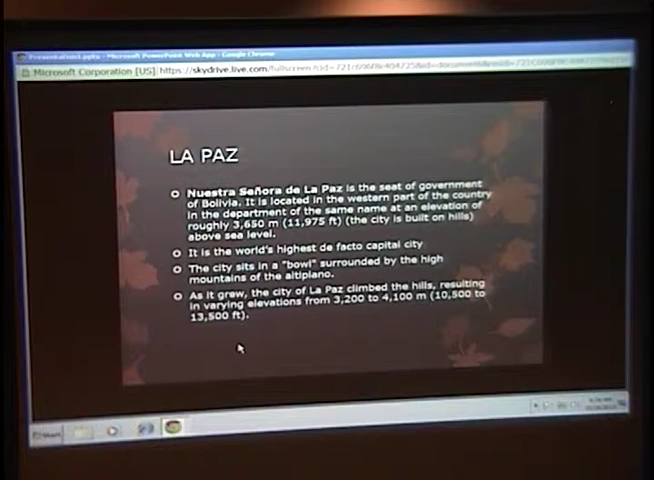 Presentation1.pptx - Microsoft PowerPoint Web App - Google Chrome
Microsoft Corporation [US] https://skydrive.live.com/fullscreen
LA PAZ
Nuestra Señora de La Paz is the seat of government
of Bolivia. It is located in the western part of the country
in the department of the same name at an elevation of
roughly 3,650 m (11,975 ft) (the city is built on hills)
above sea level.
It is the world's highest de facto capital city
The city sits in a "bowl" surrounded by the high
mountains of the altiplano.
As it grew, the city of La Paz climbed the hills, resulting
in varying elevations from 3,200 to 4,100 m (10,500 to
13,500 ft).
Start